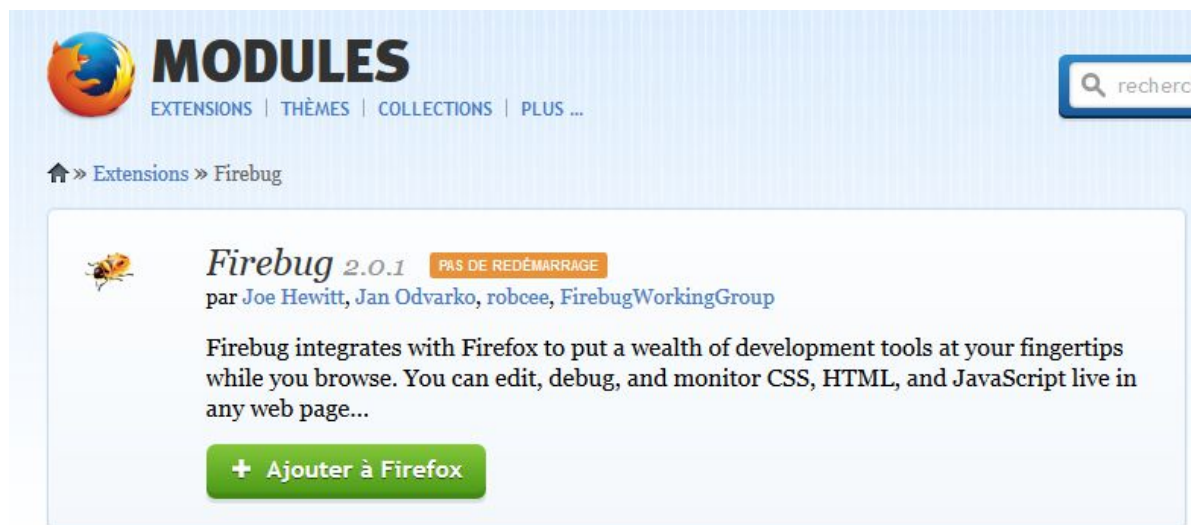 MODULES
EXTENSIONS | THÈMES | COLLECTIONS | PLUS ...
recherc
» Extensions » Firebug
Firebug 2.0.1 PAS DE REDÉMARRAGE
par Joe Hewitt, Jan Odvarko, robcee, FirebugWorkingGroup
Firebug integrates with Firefox to put a wealth of development tools at your fingertips
while you browse. You can edit, debug, and monitor CSS, HTML, and JavaScript live in
any web page...
+ Ajouter à Firefox